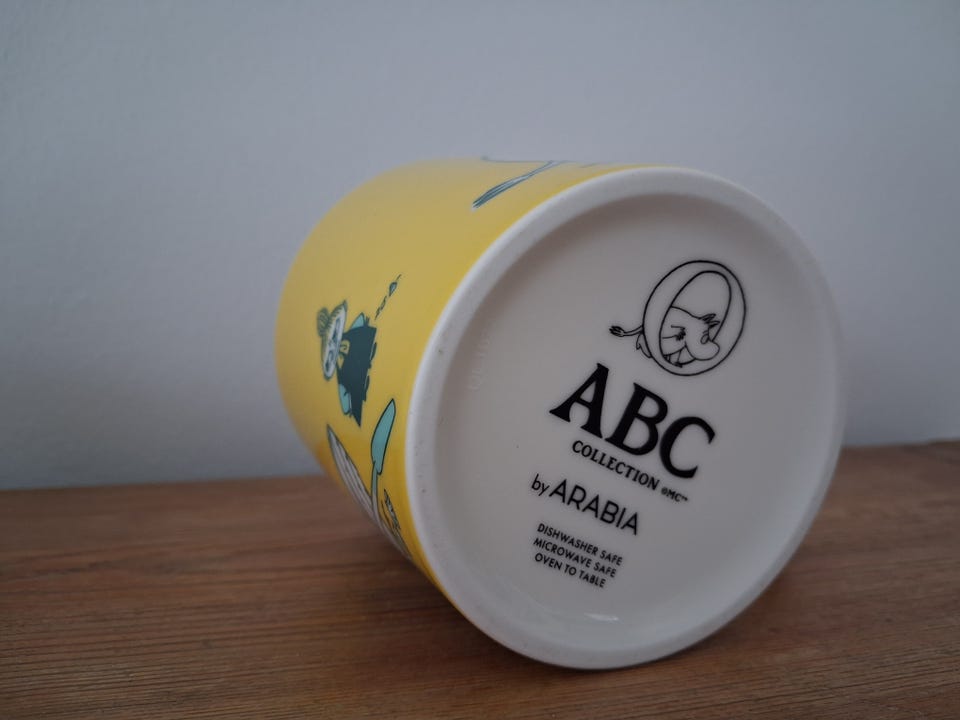 ABC
COLLECTION ©MC™
by ARABIA
DISHWASHER SAFE
MICROWAVE SAFE
OVEN TO TABLE